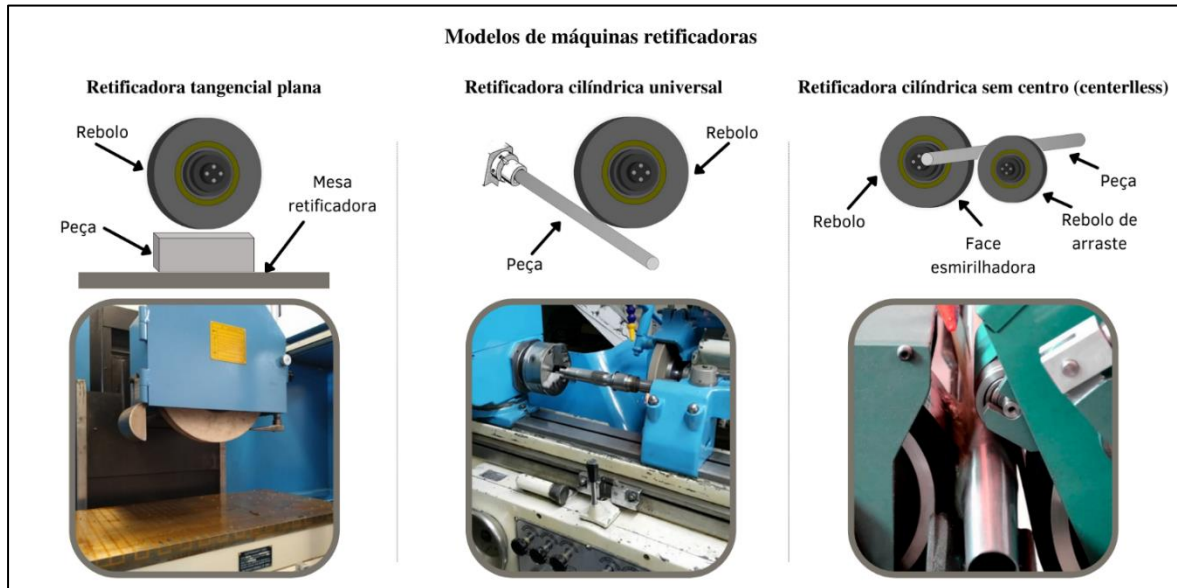 Modelos de máquinas retificadoras
Retificadora tangencial plana
Rebolo
Mesa
retificadora
Peça
Retificadora cilíndrica universal
Rebolo
Peça
Retificadora cilíndrica sem centro (centerlless)
Rebolo
Face
esmirilhadora
Rebolo de
arraste
Peça